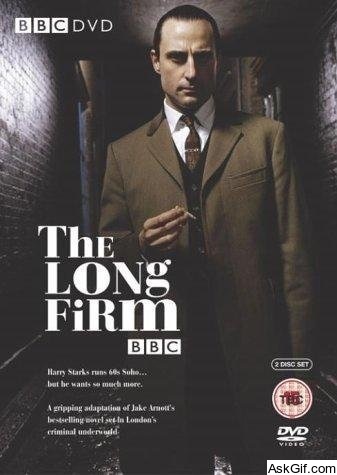 BBC DVD
THE
LONG
FIRM
BBC
Harry Starks runs 60s Soho...
but he wants so much more.
2 DISC SET
A gripping adaptation of Jake Arnott's
bestselling novel set in London's
criminal underworld
TBC
DVD
VIDEO
AskGif.com